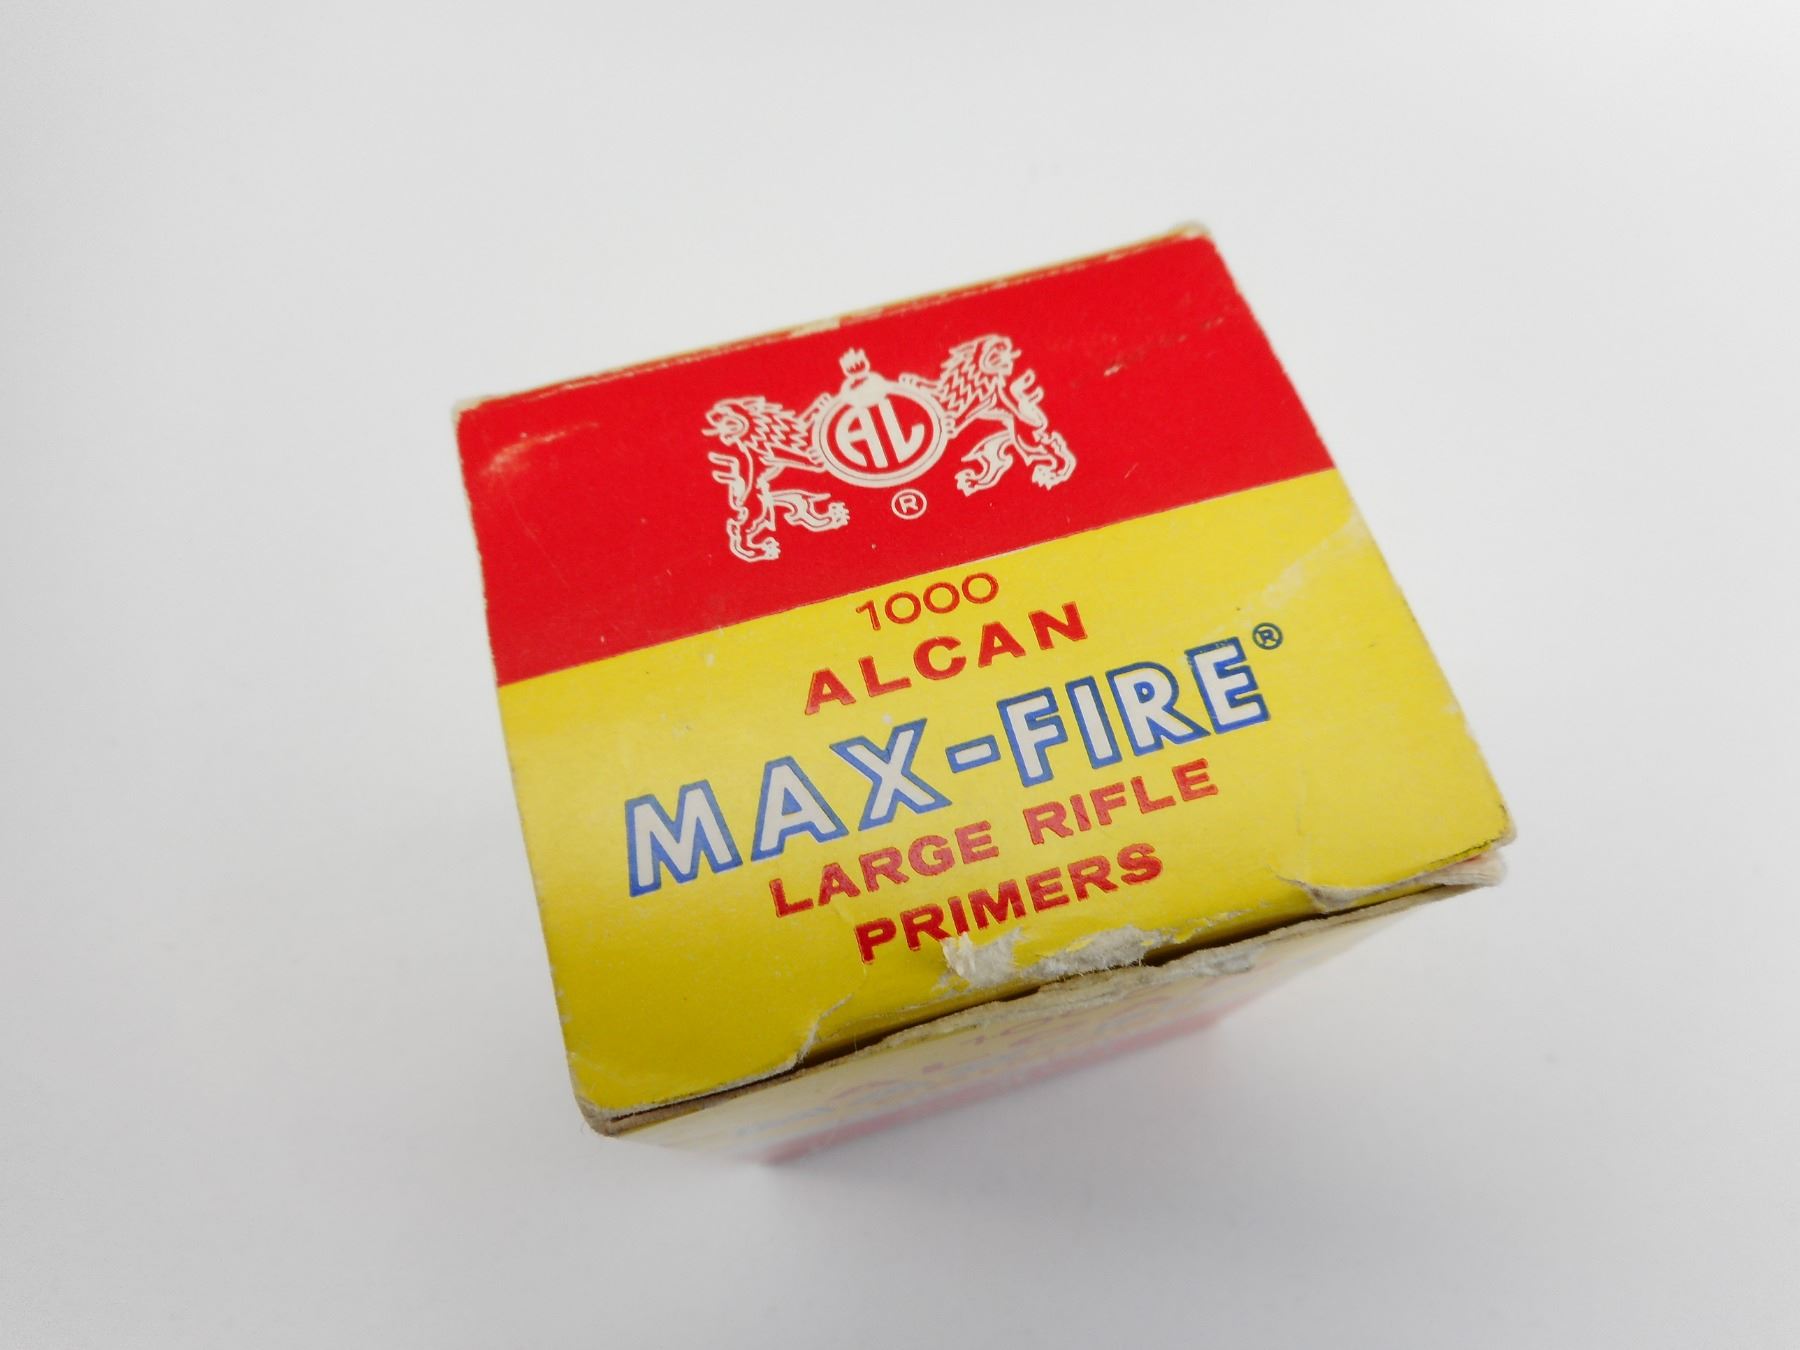 AL
®
1000
ALCAN
MAX-FIRE®
LARGE RIFLE
PRIMERS